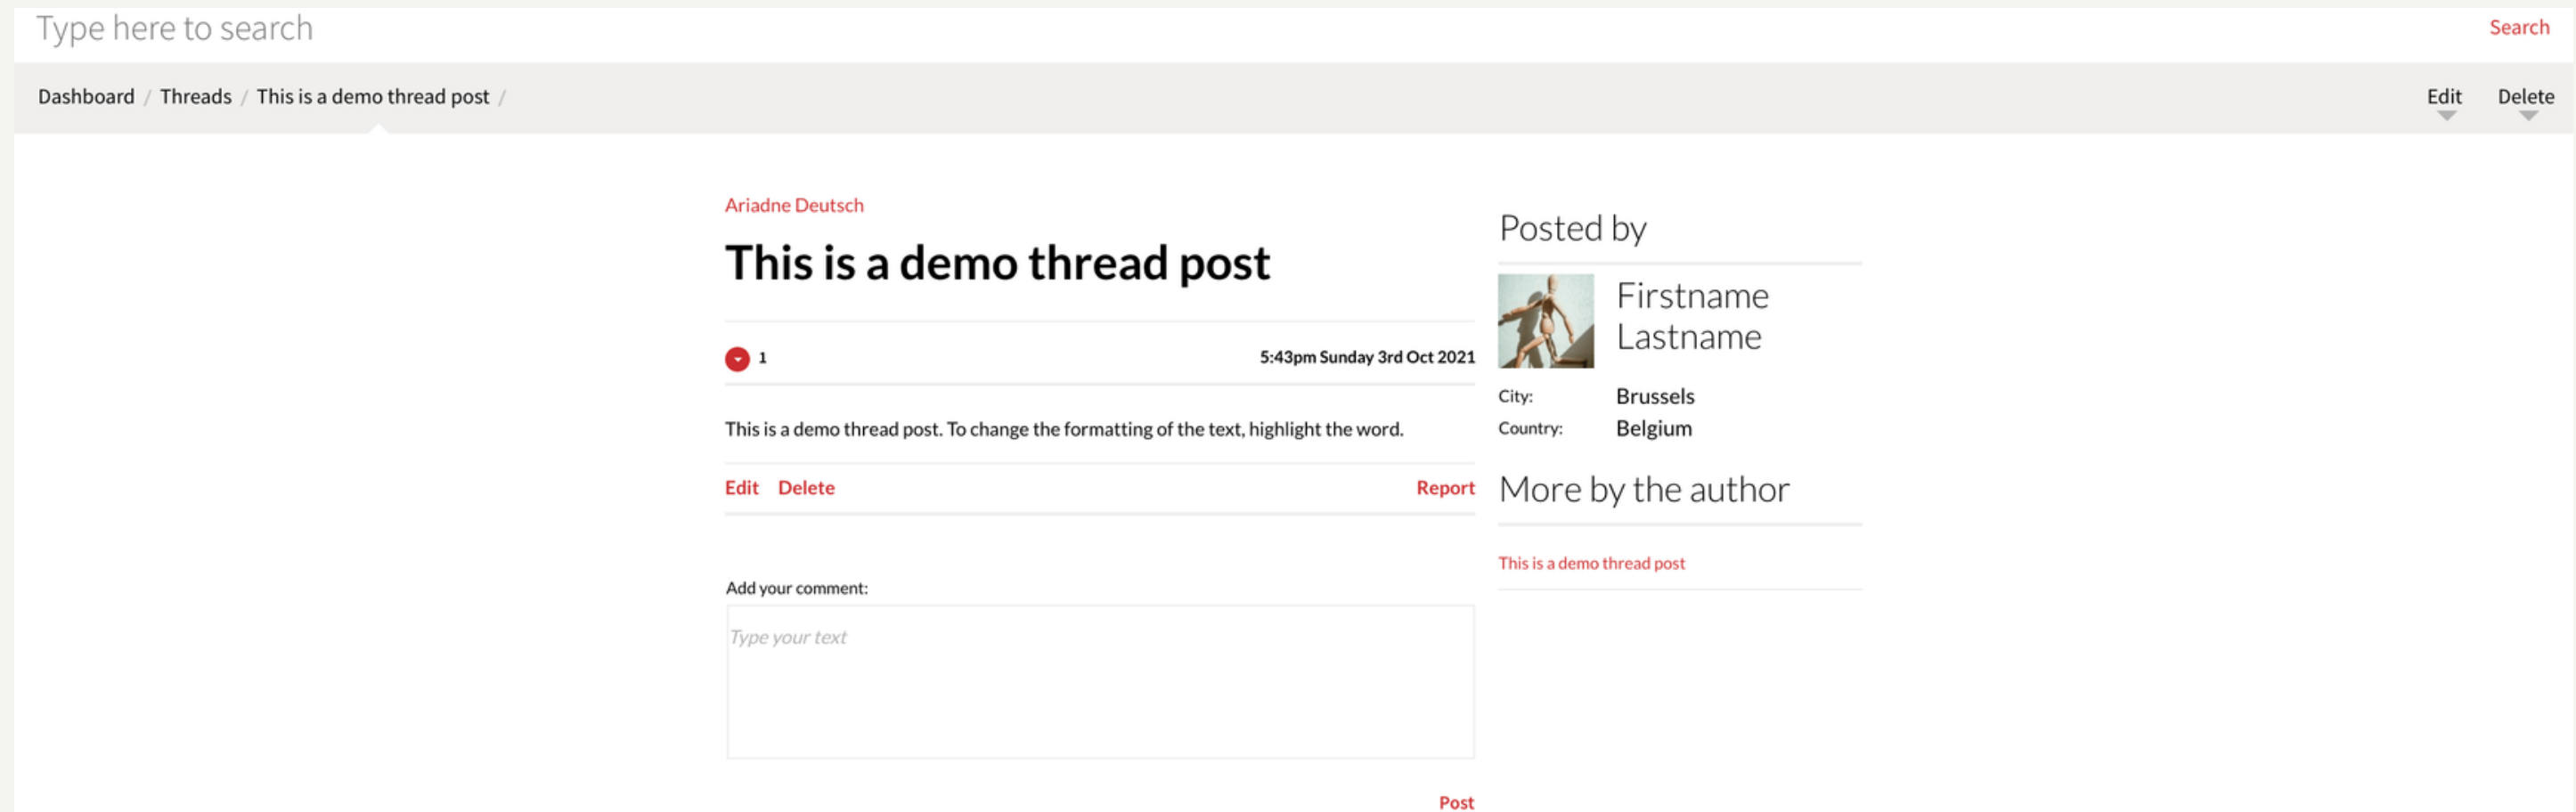 Type here to search
Search
Dashboard / Threads / This is a demo thread post /
Edit
Delete
Ariadne Deutsch
This is a demo thread post
1
5:43pm Sunday 3rd Oct 2021
This is a demo thread post. To change the formatting of the text, highlight the word.
Edit
Delete
Report
Add your comment:
Type your text
Post
Posted by
Firstname
Lastname
City: Brussels
Country: Belgium
More by the author
This is a demo thread post